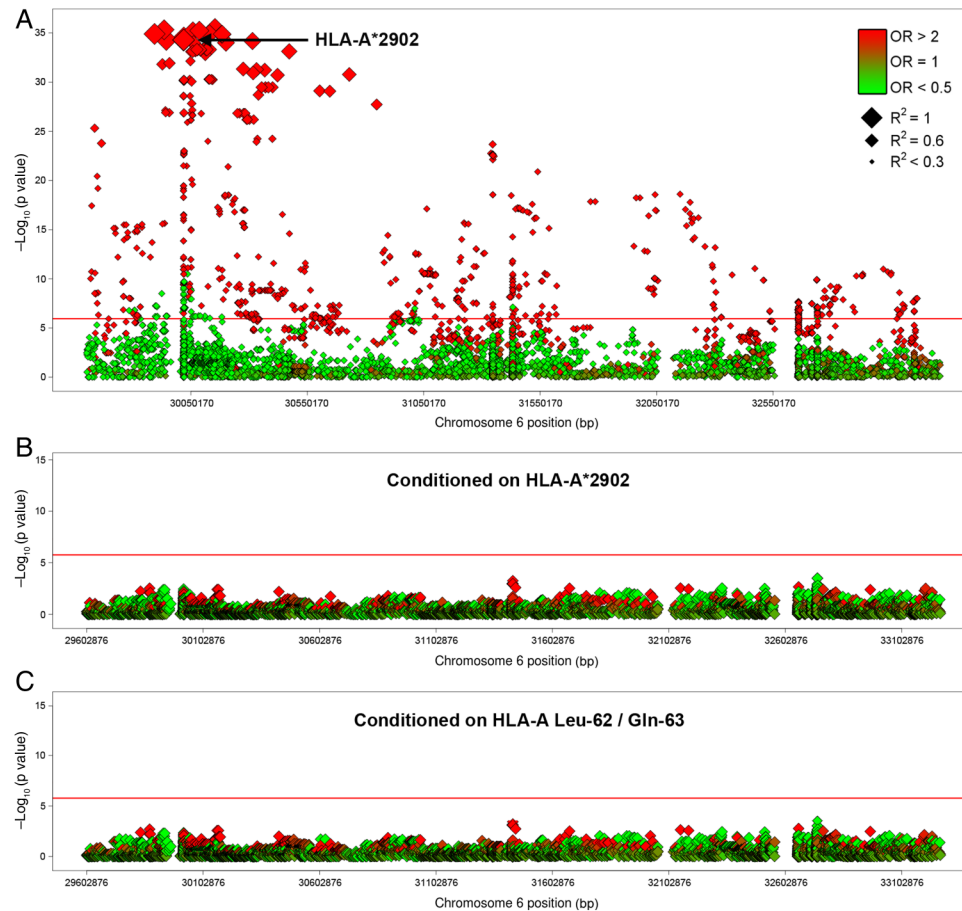 A
35
30
25
20
15
10
5
0
–Log10 (p value)
HLA-A*2902
OR > 2
OR = 1
OR < 0.5
R2 = 1
R2 = 0.6
R2 < 0.3
30050170 30550170 31050170 31550170 32050170 32550170
Chromosome 6 position (bp)
B
15
10
5
0
–Log10 (p value)
Conditioned on HLA-A*2902
29602876 30102876 30602876 31102876 31602876 32102876 32602876 33102876
Chromosome 6 position (bp)
C
15
10
5
0
–Log10 (p value)
Conditioned on HLA-A Leu-62 / Gln-63
29602876 30102876 30602876 31102876 31602876 32102876 32602876 33102876
Chromosome 6 position (bp)